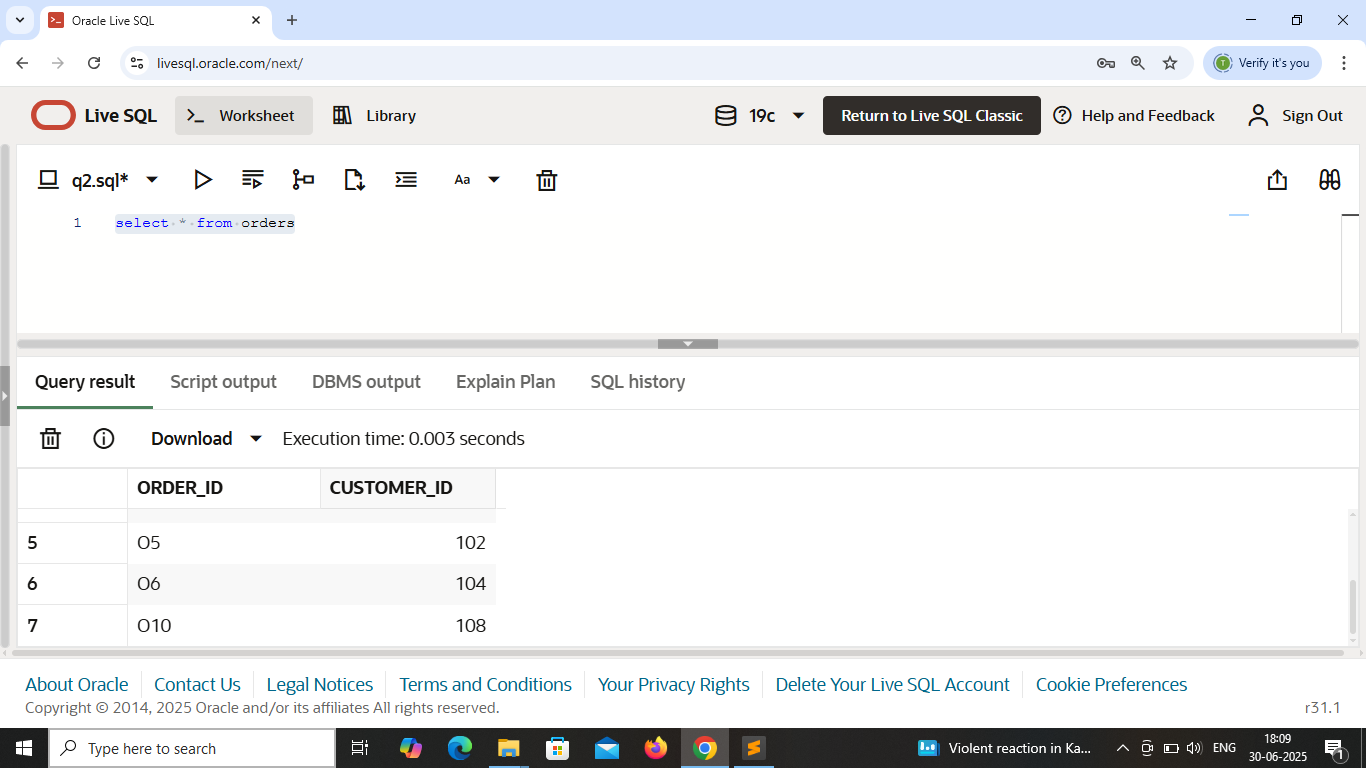 Oracle Live SQL
livesql.oracle.com/next/
Verify it's you
Live SQL
Worksheet
Library
19c
Return to Live SQL Classic
Help and Feedback
Sign Out
q2.sql*
Aa
1 select * from orders
Query result
Script output
DBMS output
Explain Plan
SQL history
Download
Execution time: 0.003 seconds
ORDER_ID CUSTOMER_ID
5 O5 102
6 O6 104
7 O10 108
About Oracle
Contact Us
Legal Notices
Terms and Conditions
Your Privacy Rights
Delete Your Live SQL Account
Cookie Preferences
Copyright © 2014, 2025 Oracle and/or its affiliates All rights reserved.
r31.1
Type here to search
Violent reaction in Ka...
ENG
18:09
30-06-2025
1